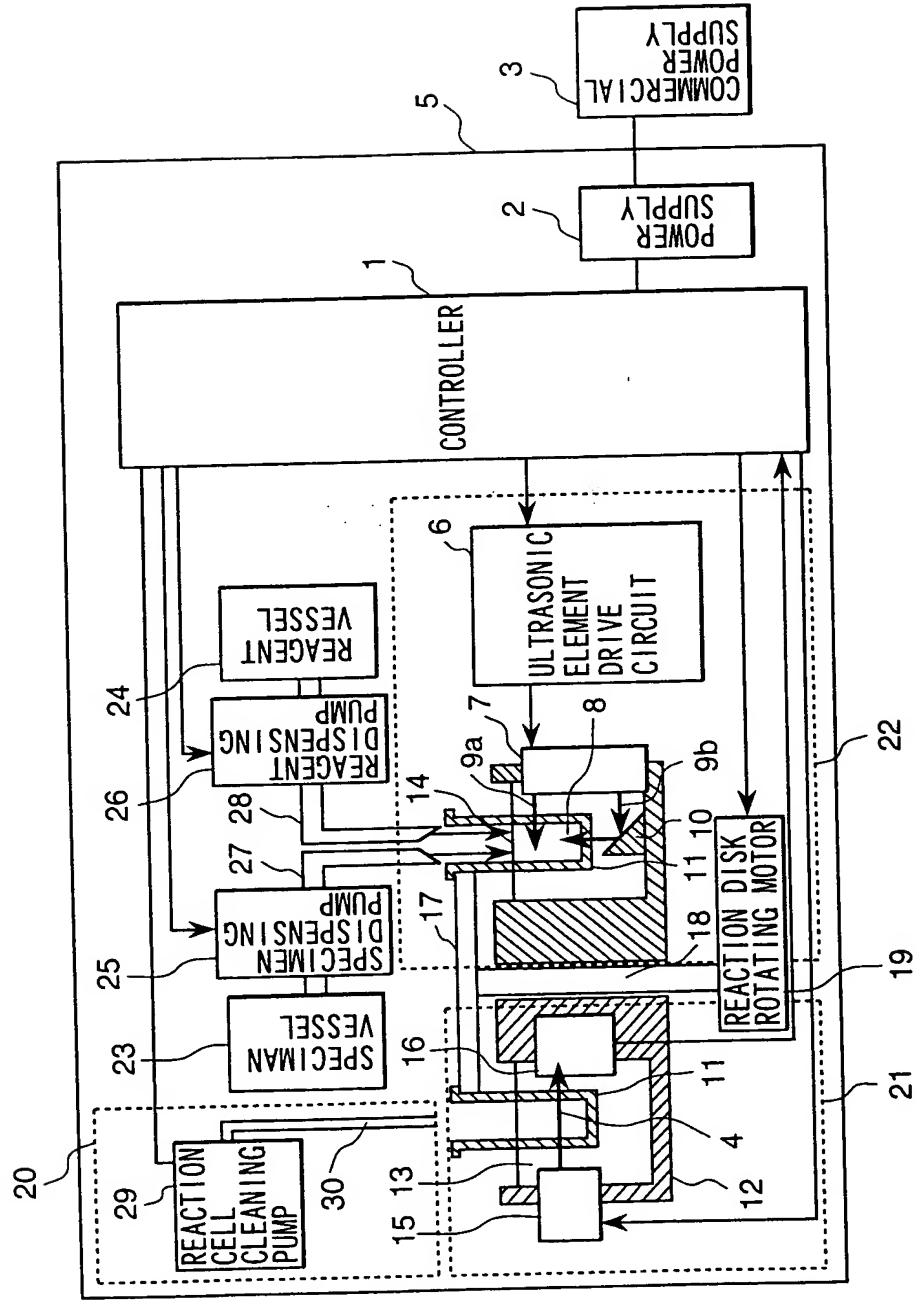 COMMERCIAL
POWER
SUPPLY
3
5
POWER
SUPPLY
2
1
CONTROLLER
6
ULTRASONIC
ELEMENT
DRIVE
CIRCUIT
REAGENT
VESSEL
24
REAGENT
DISPENSING
PUMP
26
28
27
SPECIMEN
DISPENSING
PUMP
25
SPECIMAN
VESSEL
23
20
29
REACTION
CELL
CLEANING
PUMP
30
7
8
9a
9b
14
10
11
17
18
22
REACTION DISK
ROTATING MOTOR
19
16
11
4
21
13
15
12